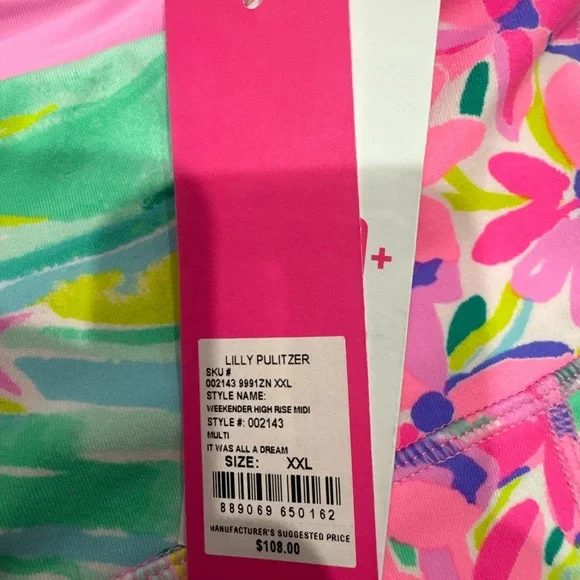 LILLY PULITZER
SKU #
002143 9991ZN XXL
STYLE NAME:
WEEKENDER HIGH RISE MIDI
STYLE #: 002143
MULTI
IT WAS ALL A DREAM
SIZE: XXL
889069 650162
MANUFACTURER'S SUGGESTED PRICE
$108.00
+